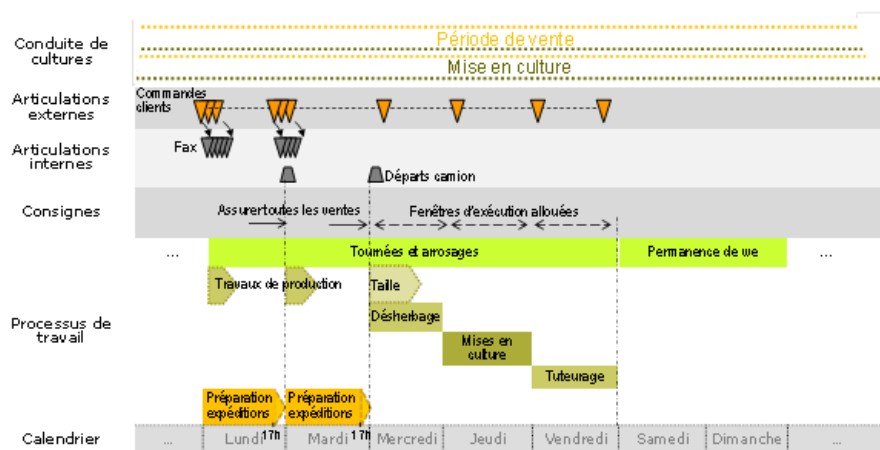 Conduite de
cultures
Période de vente
Mise en culture
Articulations
externes
Commandes
clients
Articulations
internes
Fax
Départs camion
Consignes
Assurer toutes les ventes
Fenêtres d'exécution allouées
...
Tournées et arrosages
Permanence de we
...
Travaux de production
Taille
Processus de
travail
Désherbage
Mises en
culture
Tuteurage
Préparation
expéditions
Préparation
expéditions
Calendrier
...
Lundi
17h
Mardi
17h
Mercredi
Jeudi
Vendredi
Samedi
Dimanche
...